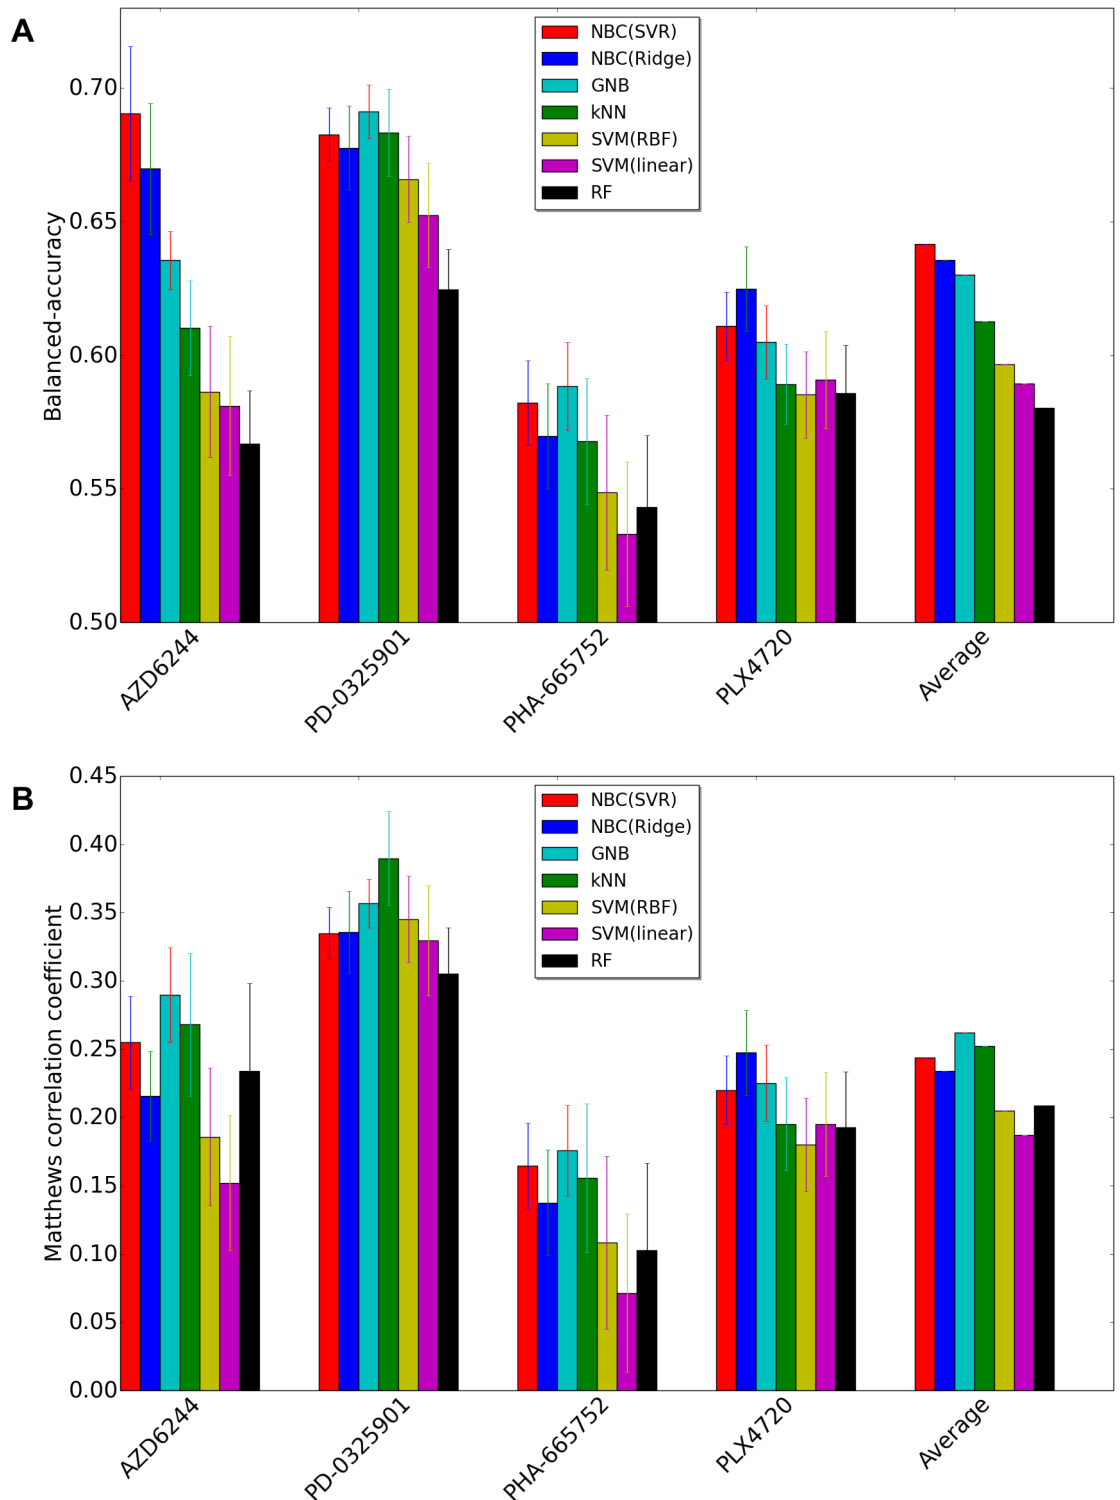 A
Balanced-accuracy
0.70
0.65
0.60
0.55
0.50
NBC(SVR)
NBC(Ridge)
GNB
kNN
SVM(RBF)
SVM(linear)
RF
AZD6244
PD-0325901
PHA-665752
PLX4720
Average
B
Matthews correlation coefficient
0.45
0.40
0.35
0.30
0.25
0.20
0.15
0.10
0.05
0.00
NBC(SVR)
NBC(Ridge)
GNB
kNN
SVM(RBF)
SVM(linear)
RF
AZD6244
PD-0325901
PHA-665752
PLX4720
Average